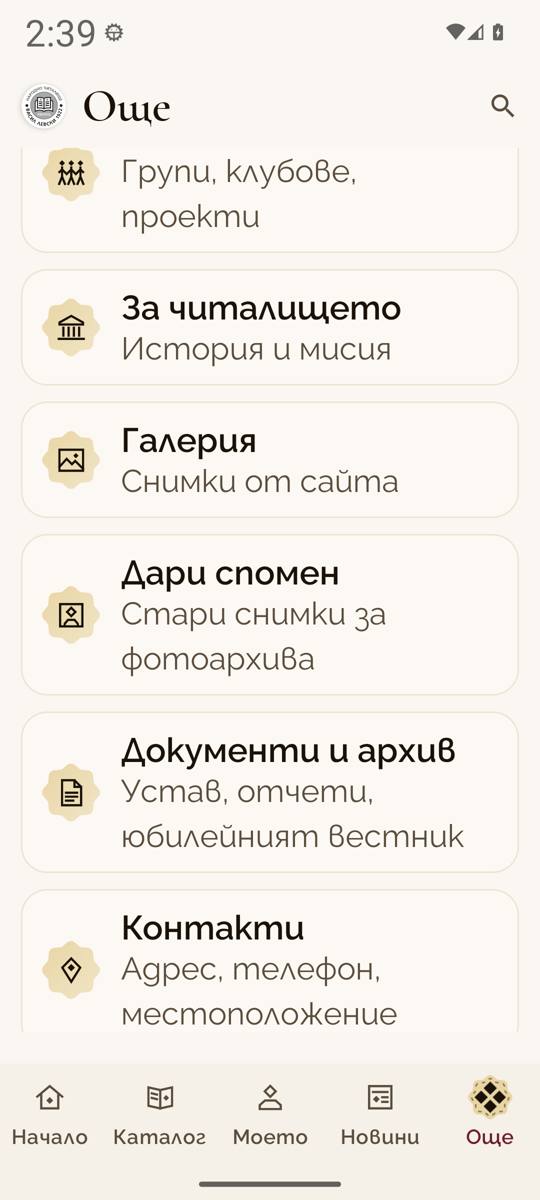 2:39
Още
Групи, клубове,
проекти
За читалището
История и мисия
Галерия
Снимки от сайта
Дари спомен
Стари снимки за
фотоархива
Документи и архив
Устав, отчети,
юбилейният вестник
Контакти
Адрес, телефон,
местоположение
Начало
Каталог
Моето
Новини
Още